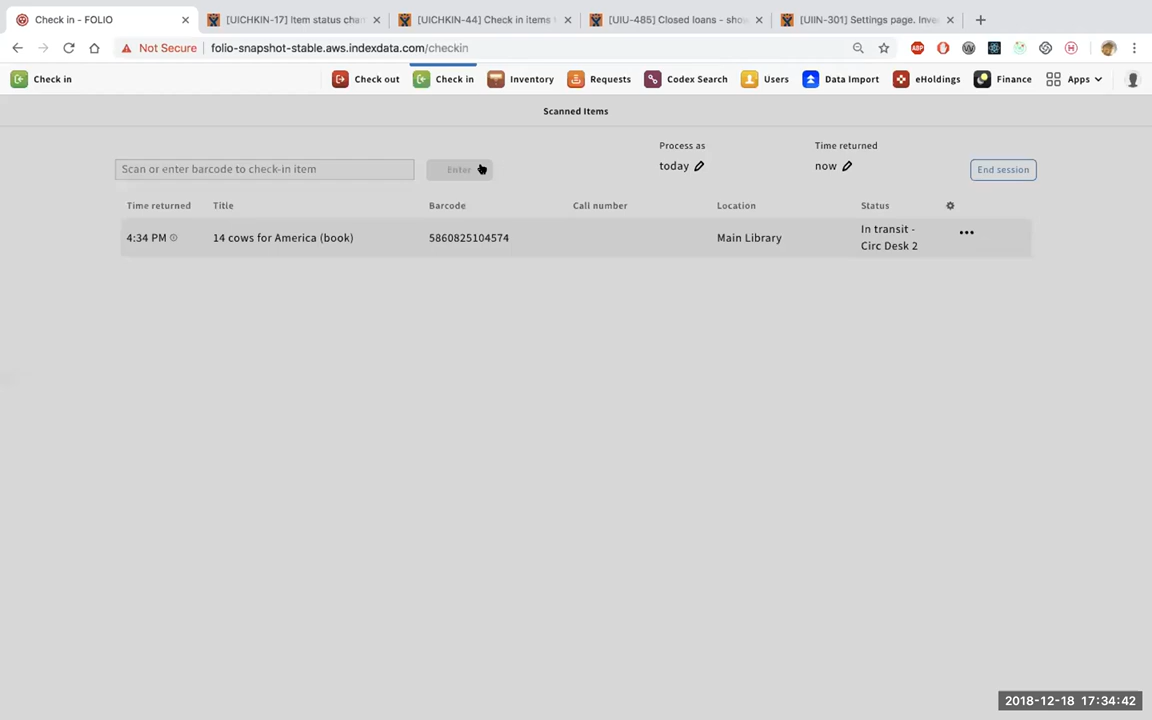 Check in - FOLIO
[UICHKIN-17] Item status chan
[UICHKIN-44] Check in items t
[UIU-485] Closed loans - show
[UIIN-301] Settings page. Inve
Not Secure
folio-snapshot-stable.aws.indexdata.com/checkin
Check in
Check out
Check in
Inventory
Requests
Codex Search
Users
Data Import
eHoldings
Finance
Apps
Scanned Items
Process as
Time returned
Scan or enter barcode to check-in item
Enter
today
now
End session
Time returned
Title
Barcode
Call number
Location
Status
4:34 PM
14 cows for America (book)
5860825104574
Main Library
In transit -
Circ Desk 2
2018-12-18 17:34:42